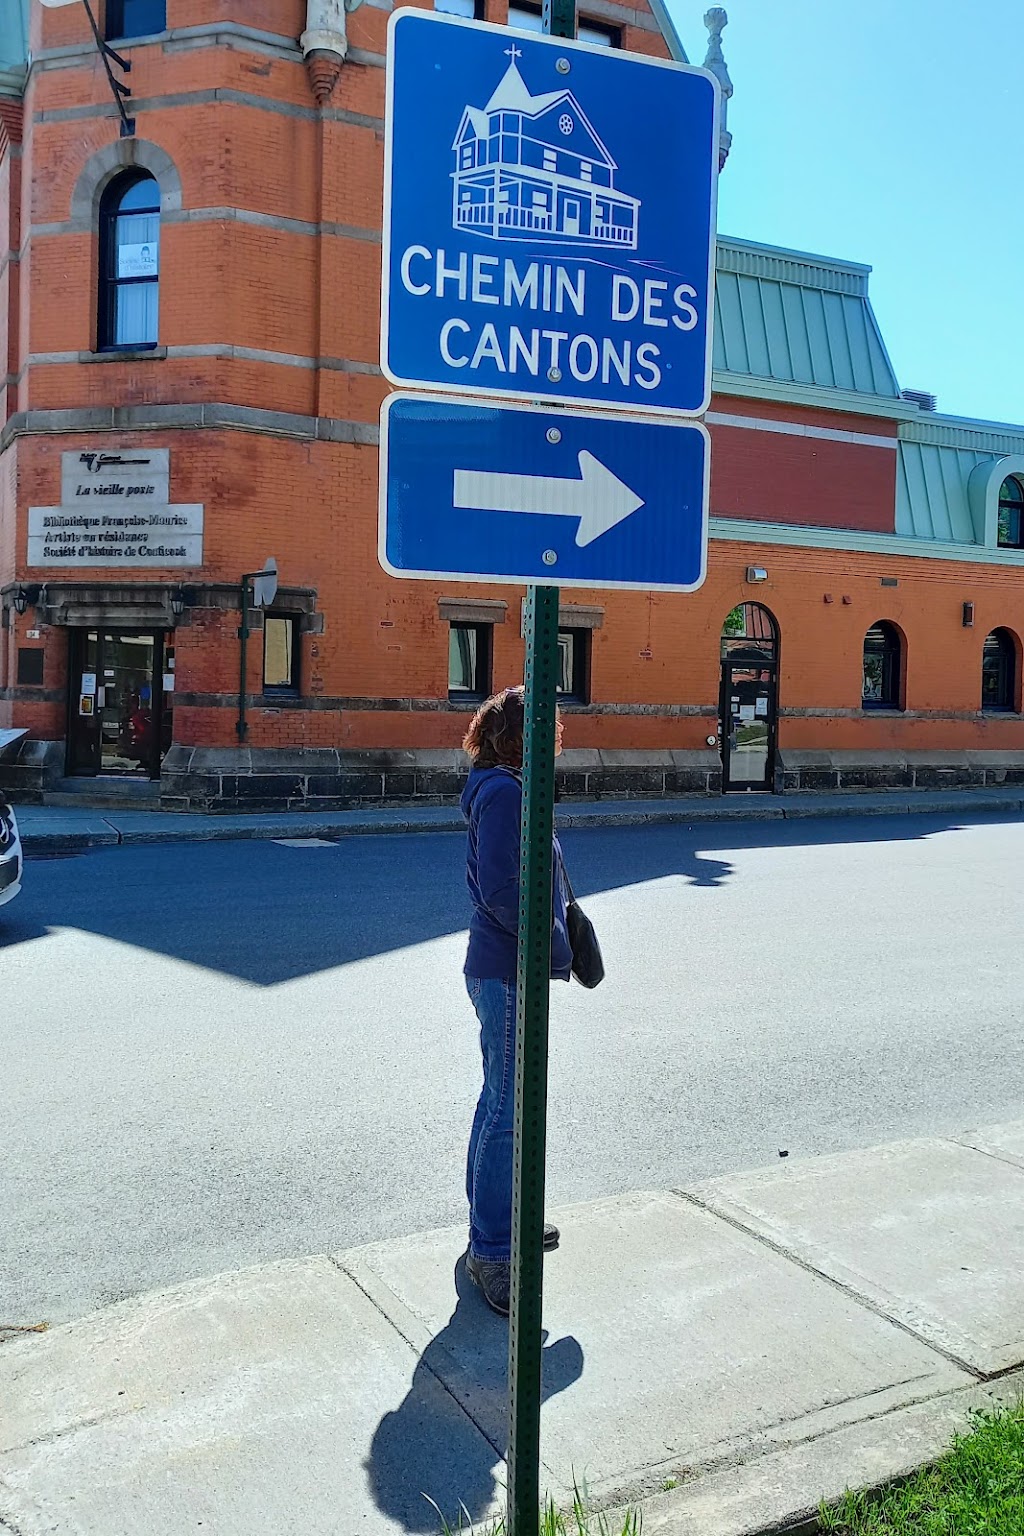 CHEMIN DES
CANTONS
La vieille poste
Bibliothèque Françoise-Maurice
Artiste en résidence
Société d'histoire de Coaticook